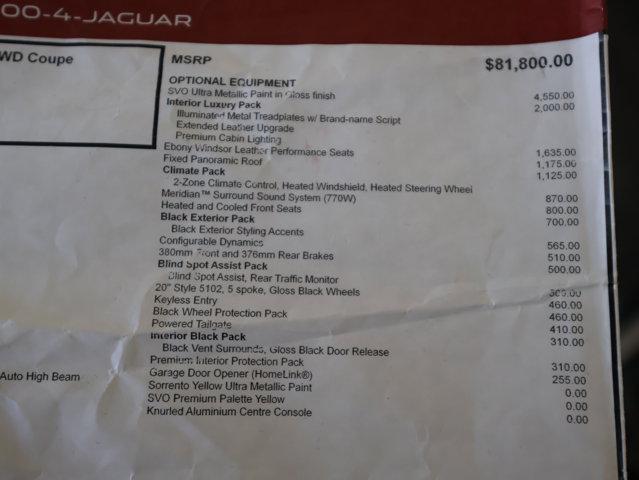 00-4-JAGUAR
WD Coupe
MSRP $81,800.00
OPTIONAL EQUIPMENT
SVO Ultra Metallic Paint in Gloss finish 4,550.00
Interior Luxury Pack 2,000.00
Illuminated Metal Treadplates w/ Brand-name Script
Extended Leather Upgrade
Premium Cabin Lighting
Ebony Windsor Leather Performance Seats 1,635.00
Fixed Panoramic Roof 1,175.00
Climate Pack 1,125.00
2-Zone Climate Control, Heated Windshield, Heated Steering Wheel
Meridian™ Surround Sound System (770W) 870.00
Heated and Cooled Front Seats 800.00
Black Exterior Pack 700.00
Black Exterior Styling Accents
Configurable Dynamics 565.00
380mm Front and 376mm Rear Brakes 510.00
Blind Spot Assist Pack 500.00
Blind Spot Assist, Rear Traffic Monitor
20" Style 5102, 5 spoke, Gloss Black Wheels
Keyless Entry 460.00
Black Wheel Protection Pack 460.00
Powered Tailgate 410.00
Interior Black Pack 310.00
Black Vent Surrounds, Gloss Black Door Release
Premium Interior Protection Pack 310.00
Auto High Beam
Garage Door Opener (HomeLink®) 255.00
Sorrento Yellow Ultra Metallic Paint 0.00
SVO Premium Palette Yellow 0.00
Knurled Aluminium Centre Console 0.00